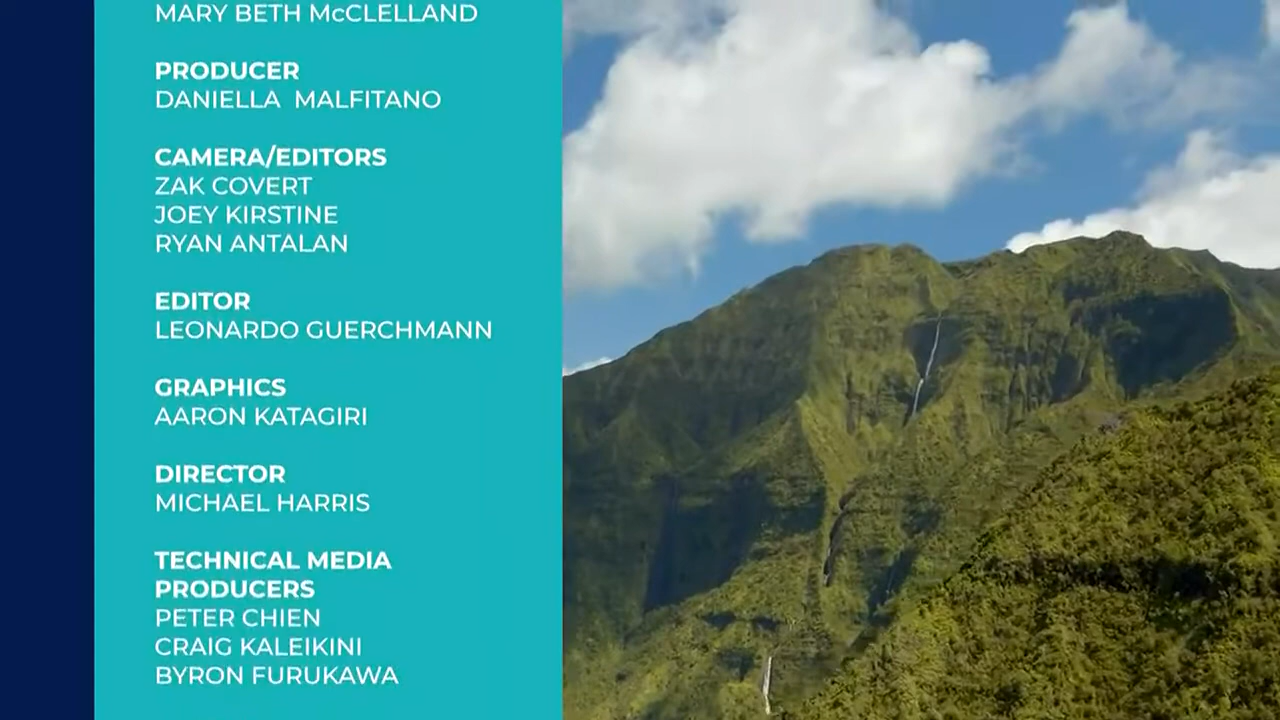 MARY BETH McCLELLAND
PRODUCER
DANIELLA  MALFITANO
CAMERA/EDITORS
ZAK COVERT
JOEY KIRSTINE
RYAN ANTALAN
EDITOR
LEONARDO GUERCHMANN
GRAPHICS
AARON KATAGIRI
DIRECTOR
MICHAEL HARRIS
TECHNICAL MEDIA
PRODUCERS
PETER CHIEN
CRAIG KALEIKINI
BYRON FURUKAWA